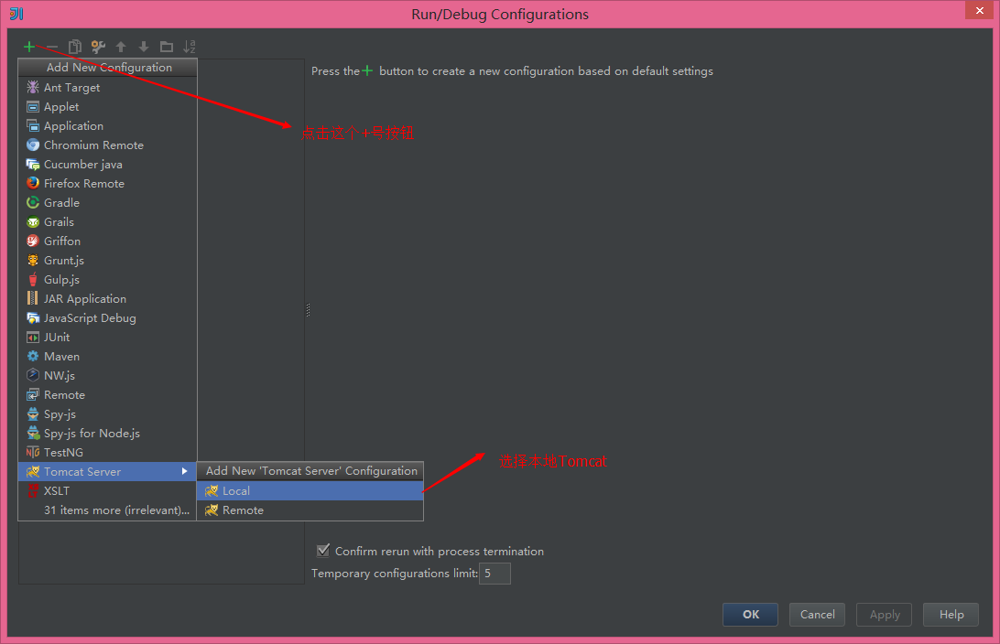 Run/Debug Configurations
Add New Configuration
Press the + button to create a new configuration based on default settings
Ant Target
Applet
Application
点击这个+号按钮
Chromium Remote
Cucumber java
Firefox Remote
Gradle
Grails
Griffon
Grunt.js
Gulp.js
JAR Application
JavaScript Debug
JUnit
Maven
NW.js
Remote
Spy-js
Spy-js for Node.js
TestNG
Tomcat Server
XSLT
31 items more (irrelevant)...
选择本地Tomcat
Add New 'Tomcat Server' Configuration
Local
Remote
Confirm rerun with process termination
Temporary configurations limit: 5
OK Cancel Apply Help